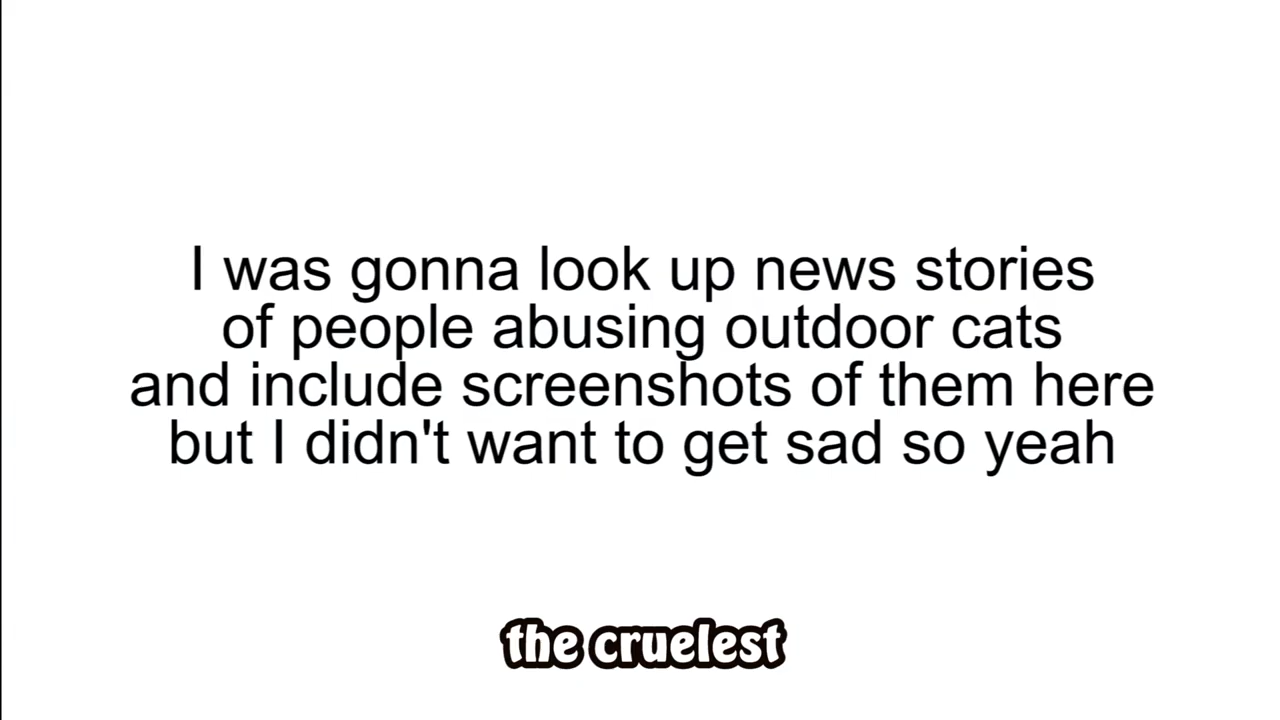 I was gonna look up news stories
of people abusing outdoor cats
and include screenshots of them here
but I didn't want to get sad so yeah
the cruelest